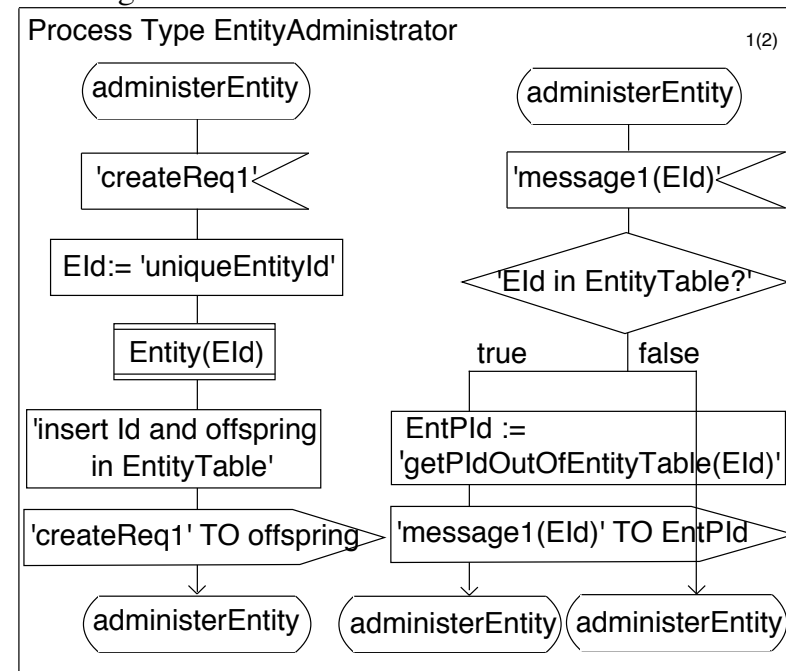 Process Type EntityAdministrator
1(2)
administerEntity
'createReq1'
EId:= 'uniqueEntityId'
Entity(EId)
'insert Id and offspring
in EntityTable'
'createReq1' TO offspring
administerEntity
administerEntity
'message1(EId)'
'EId in EntityTable?'
true
false
EntPId :=
'getPIdOutOfEntityTable(EId)'
'message1(EId)' TO EntPId
administerEntity
administerEntity